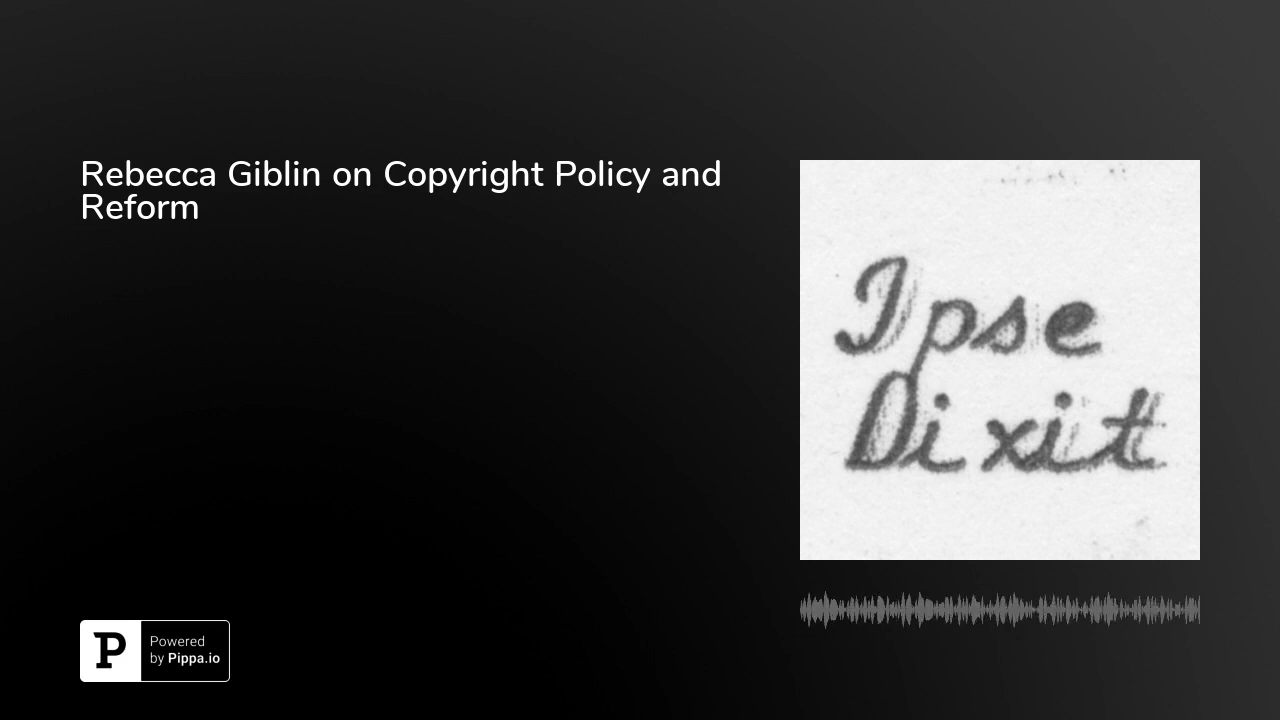 Rebecca Giblin on Copyright Policy and
Reform
Ipse
Dixit
P
Powered
by Pippa.io